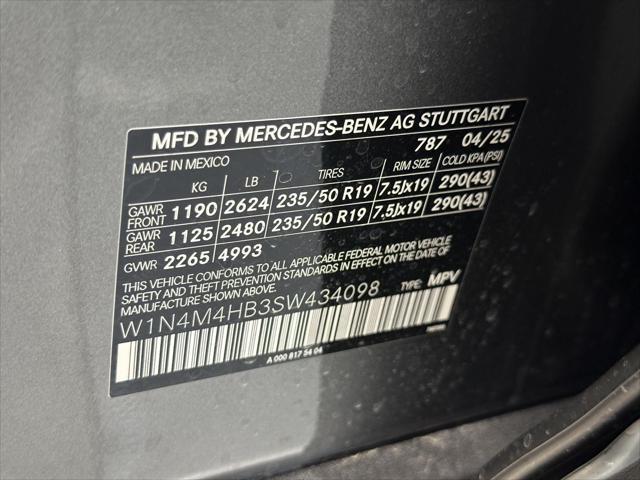 MFD BY MERCEDES-BENZ AG STUTTGART
MADE IN MEXICO 787 04/25
KG LB TIRES RIM SIZE COLD KPA (PSI)
GAWR FRONT 1190 2624 235/50 R19 7.5Jx19 290(43)
GAWR REAR 1125 2480 235/50 R19 7.5Jx19 290(43)
GVWR 2265 4993
THIS VEHICLE CONFORMS TO ALL APPLICABLE FEDERAL MOTOR VEHICLE
SAFETY AND THEFT PREVENTION STANDARDS IN EFFECT ON THE DATE OF
MANUFACTURE SHOWN ABOVE.
W1N4M4HB3SW434098 TYPE: MPV
A 000 817 54 04